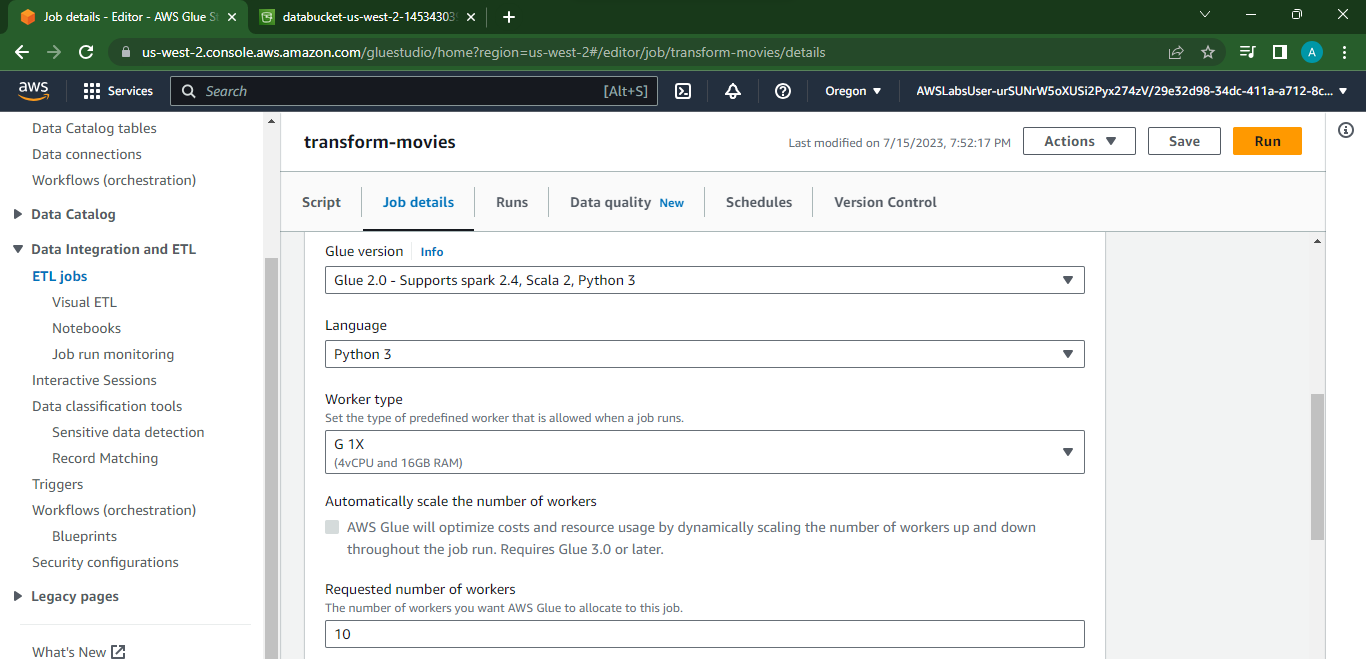 Job details - Editor - AWS Glue St
databucket-us-west-2-14534303
us-west-2.console.aws.amazon.com/gluestudio/home?region=us-west-2#/editor/job/transform-movies/details
A
aws
Services
Search
[Alt+S]
Oregon
AWSLabsUser-urSUNrW5oXUSi2Pyx274zV/29e32d98-34dc-411a-a712-8c...
Data Catalog tables
Data connections
Workflows (orchestration)
Data Catalog
Data Integration and ETL
ETL jobs
Visual ETL
Notebooks
Job run monitoring
Interactive Sessions
Data classification tools
Sensitive data detection
Record Matching
Triggers
Workflows (orchestration)
Blueprints
Security configurations
Legacy pages
What's New
transform-movies
Last modified on 7/15/2023, 7:52:17 PM
Actions
Save
Run
Script
Job details
Runs
Data quality New
Schedules
Version Control
Glue version
Info
Glue 2.0 - Supports spark 2.4, Scala 2, Python 3
Language
Python 3
Worker type
Set the type of predefined worker that is allowed when a job runs.
G 1X
(4vCPU and 16GB RAM)
Automatically scale the number of workers
AWS Glue will optimize costs and resource usage by dynamically scaling the number of workers up and down
throughout the job run. Requires Glue 3.0 or later.
Requested number of workers
The number of workers you want AWS Glue to allocate to this job.
10